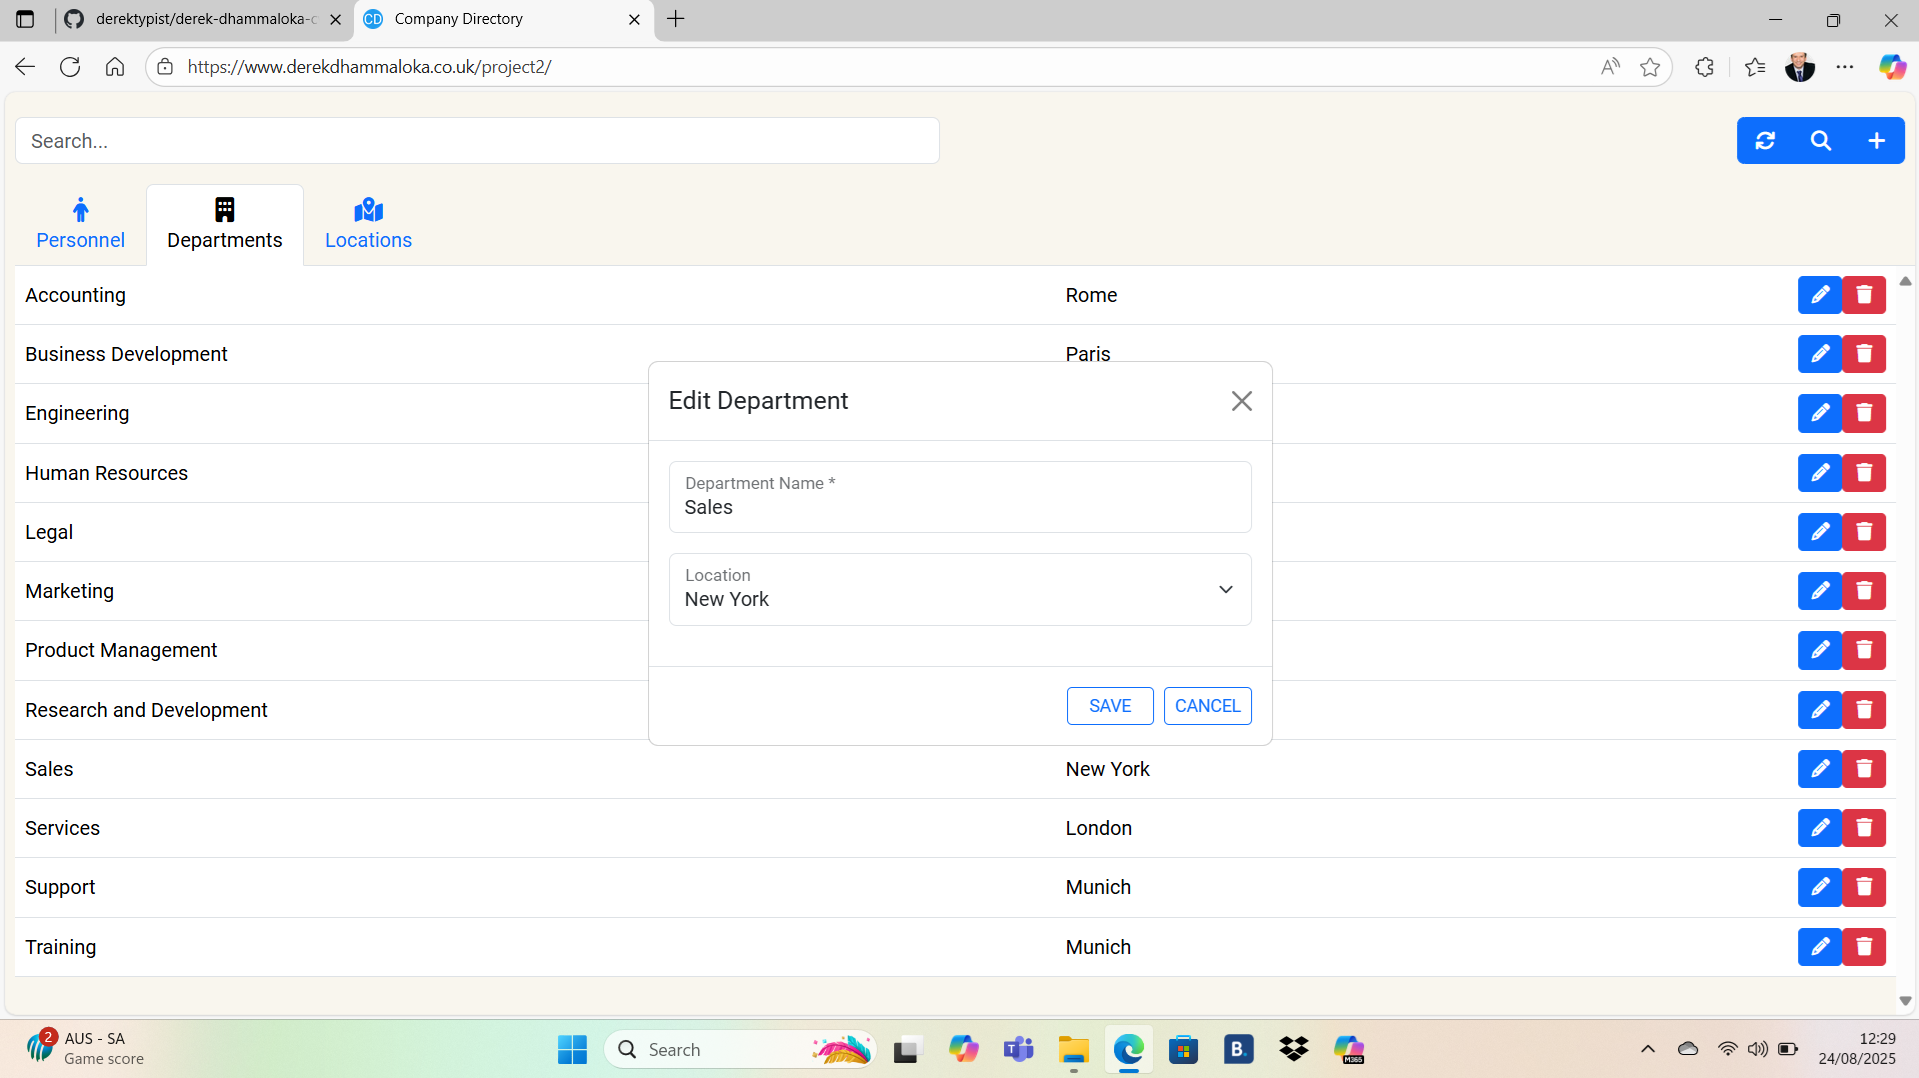 derektypist/derek-dhammaloka-c
CD Company Directory
https://www.derekdhammaloka.co.uk/project2/
Search...
Personnel
Departments
Locations
Accounting Rome
Business Development Paris
Edit Department
Engineering
Human Resources
Department Name *
Sales
Legal
Location
Marketing
New York
Product Management
Research and Development
SAVE CANCEL
Sales New York
Services London
Support Munich
Training Munich
2
AUS - SA
Game score
Search
T
B.
M365
12:29
24/08/2025